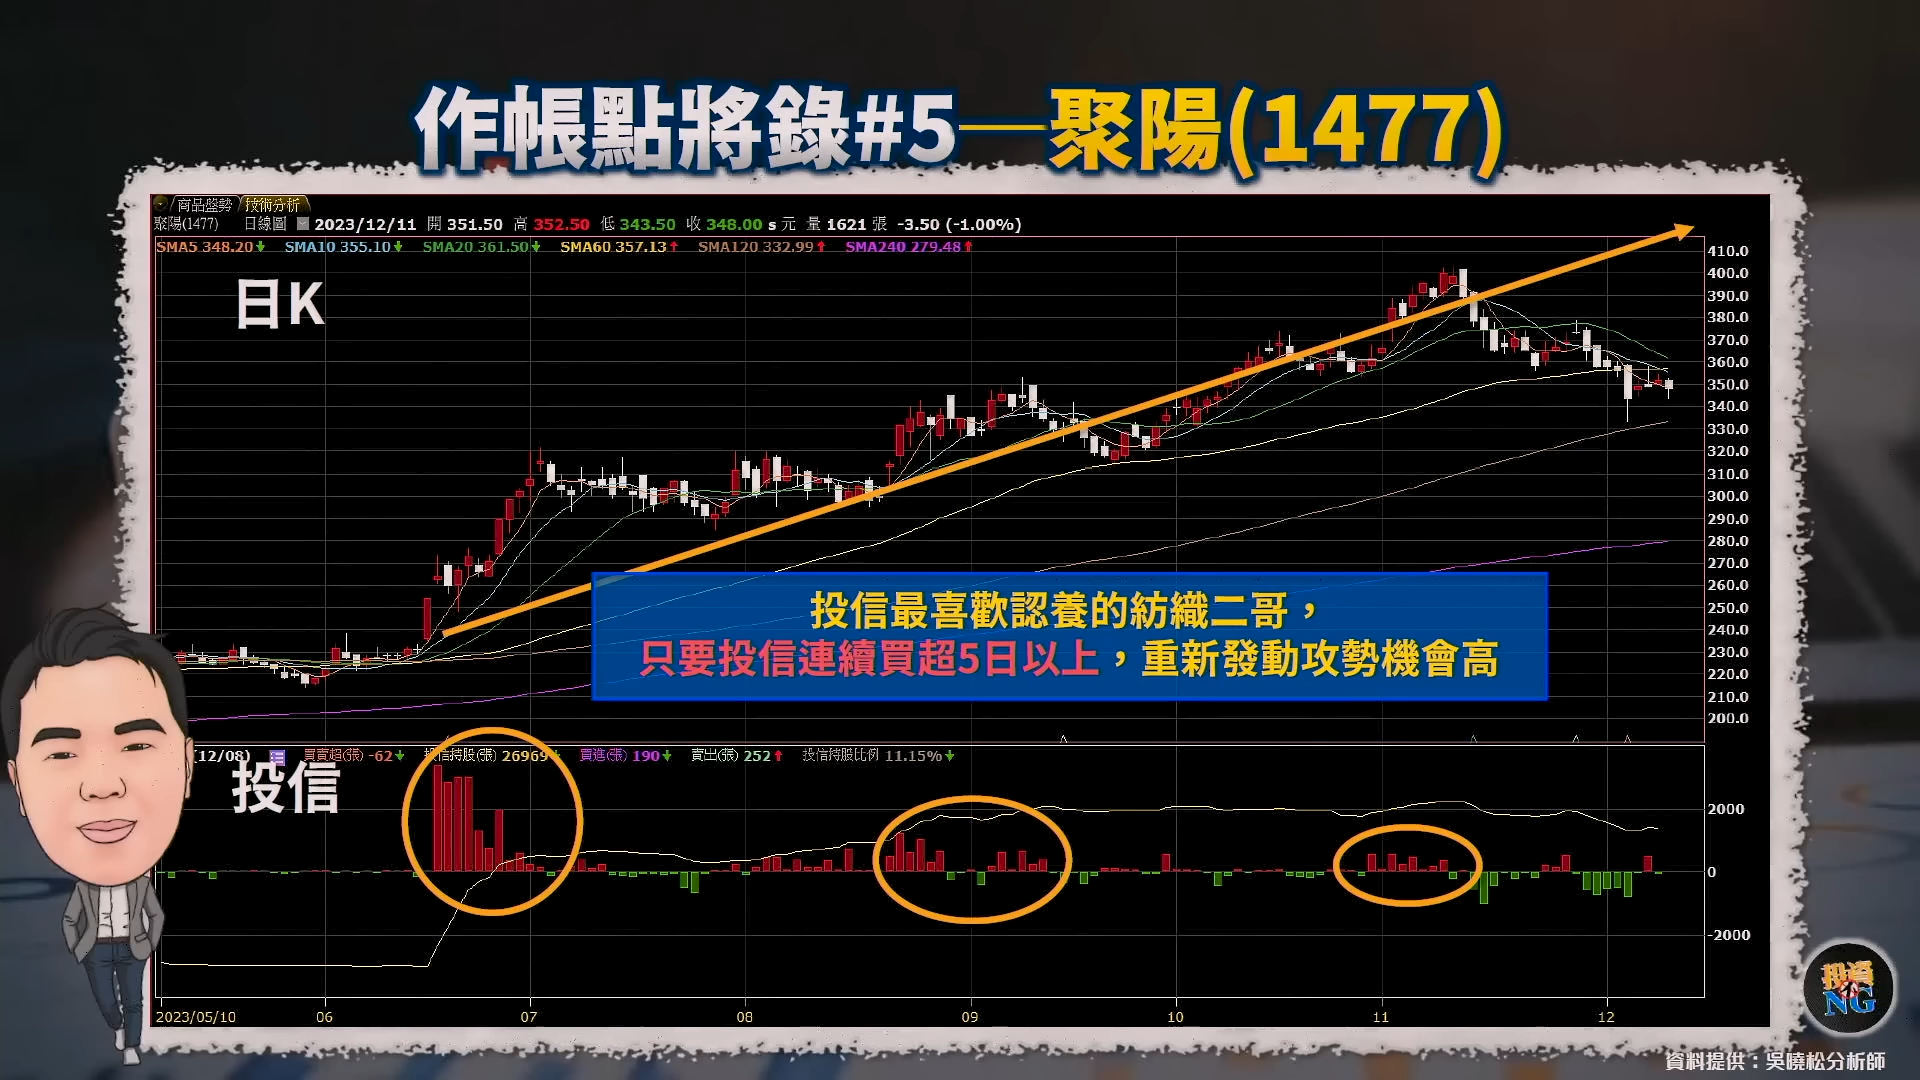 作帳點將錄#5—聚陽(1477)
商品盤勢 技術分析
聚陽(1477) 日線圖 2023/12/11 開 351.50 高 352.50 低 343.50 收 348.00 s 元 量 1621 張 -3.50 (-1.00%)
SMA5 348.20↓ SMA10 355.10↓ SMA20 361.50↓ SMA60 357.13↑ SMA120 332.99↑ SMA240 279.48↑
日K
410.0
400.0
390.0
380.0
370.0
360.0
350.0
340.0
330.0
320.0
310.0
300.0
290.0
280.0
270.0
260.0
250.0
240.0
230.0
220.0
210.0
200.0
投信最喜歡認養的紡織二哥，
只要投信連續買超5日以上，重新發動攻勢機會高
(12/08) 買賣超(張) -62↓ 投信持股(張) 26969↓ 買進(張) 190↓ 賣出(張) 252↑ 投信持股比例 11.15%↓
投信
2000
0
-2000
2023/05/10 06 07 08 09 10 11 12
投資
NG
資料提供：吳曉松分析師